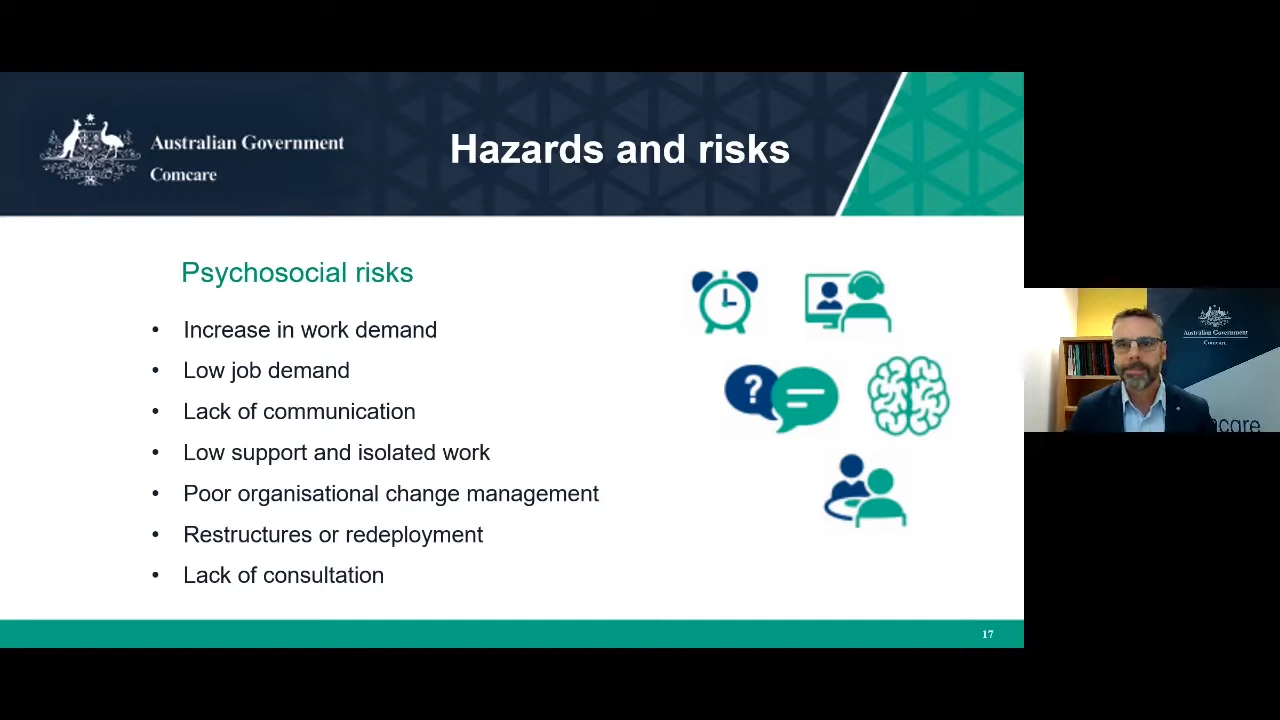 Australian Government
Comcare
Hazards and risks
Psychosocial risks
• Increase in work demand
• Low job demand
• Lack of communication
• Low support and isolated work
• Poor organisational change management
• Restructures or redeployment
• Lack of consultation
?
17
Australian Government
Comcare